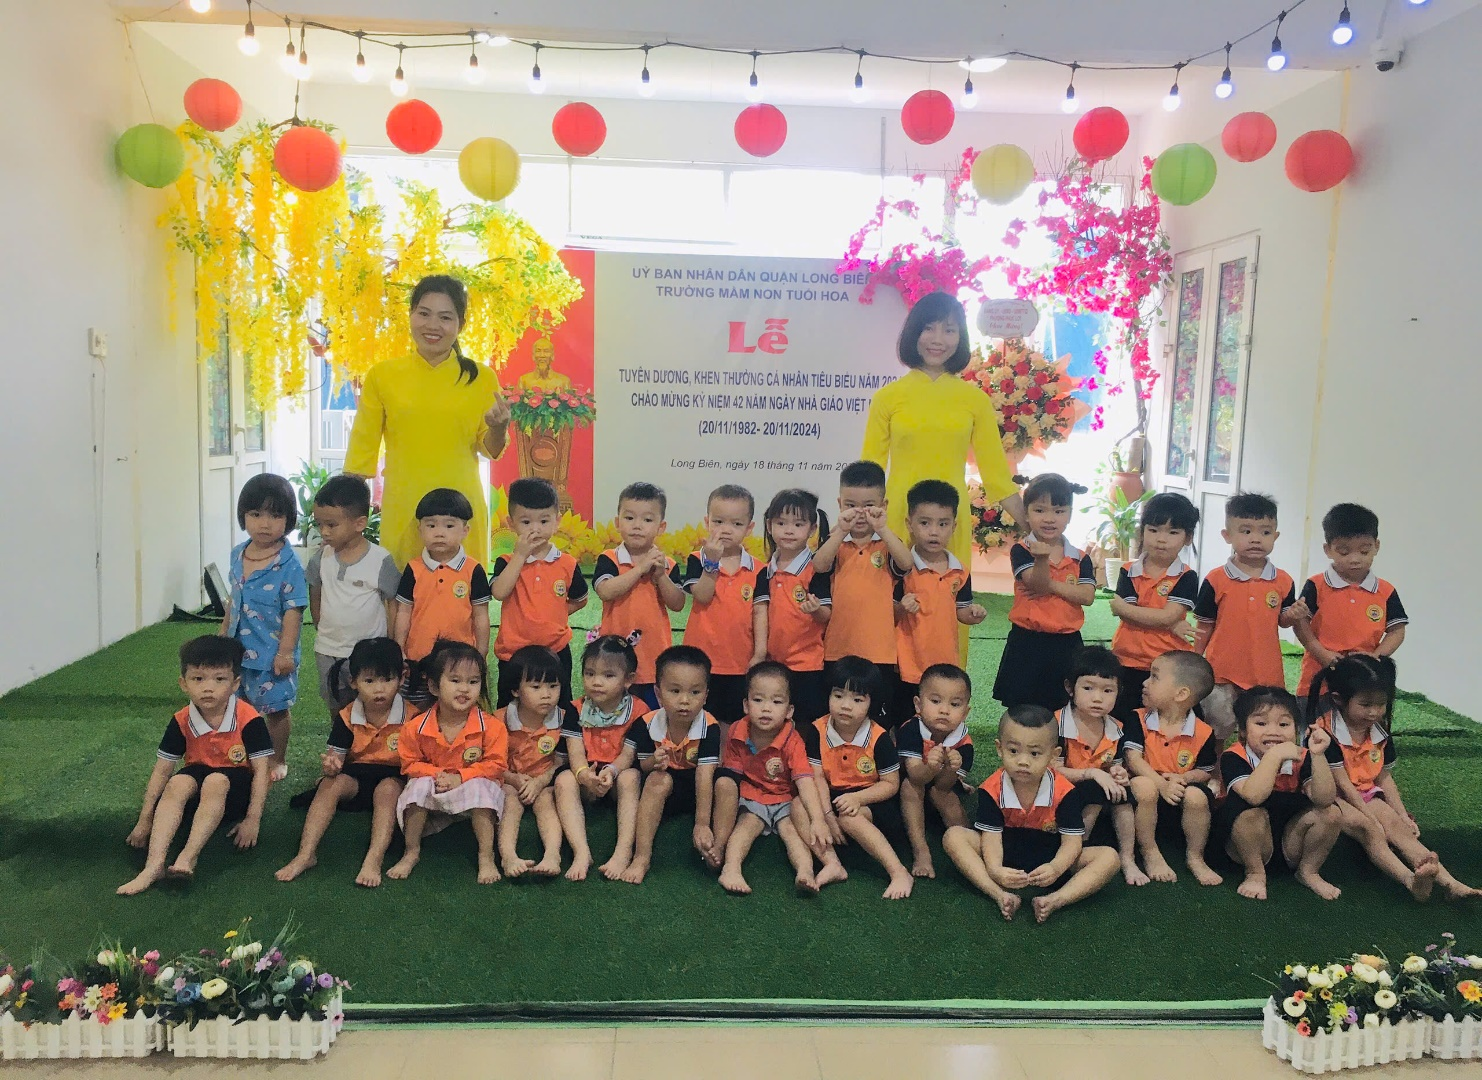 UỶ BAN NHÂN DÂN QUẬN LONG BIÊN
TRƯỜNG MẦM NON TUỔI HOA
Lễ
TUYÊN DƯƠNG, KHEN THƯỞNG CÁ NHÂN TIÊU BIỂU NĂM 202
CHÀO MỪNG KỶ NIỆM 42 NĂM NGÀY NHÀ GIÁO VIỆT
(20/11/1982- 20/11/2024)
Long Biên, ngày 18 tháng 11 năm 20